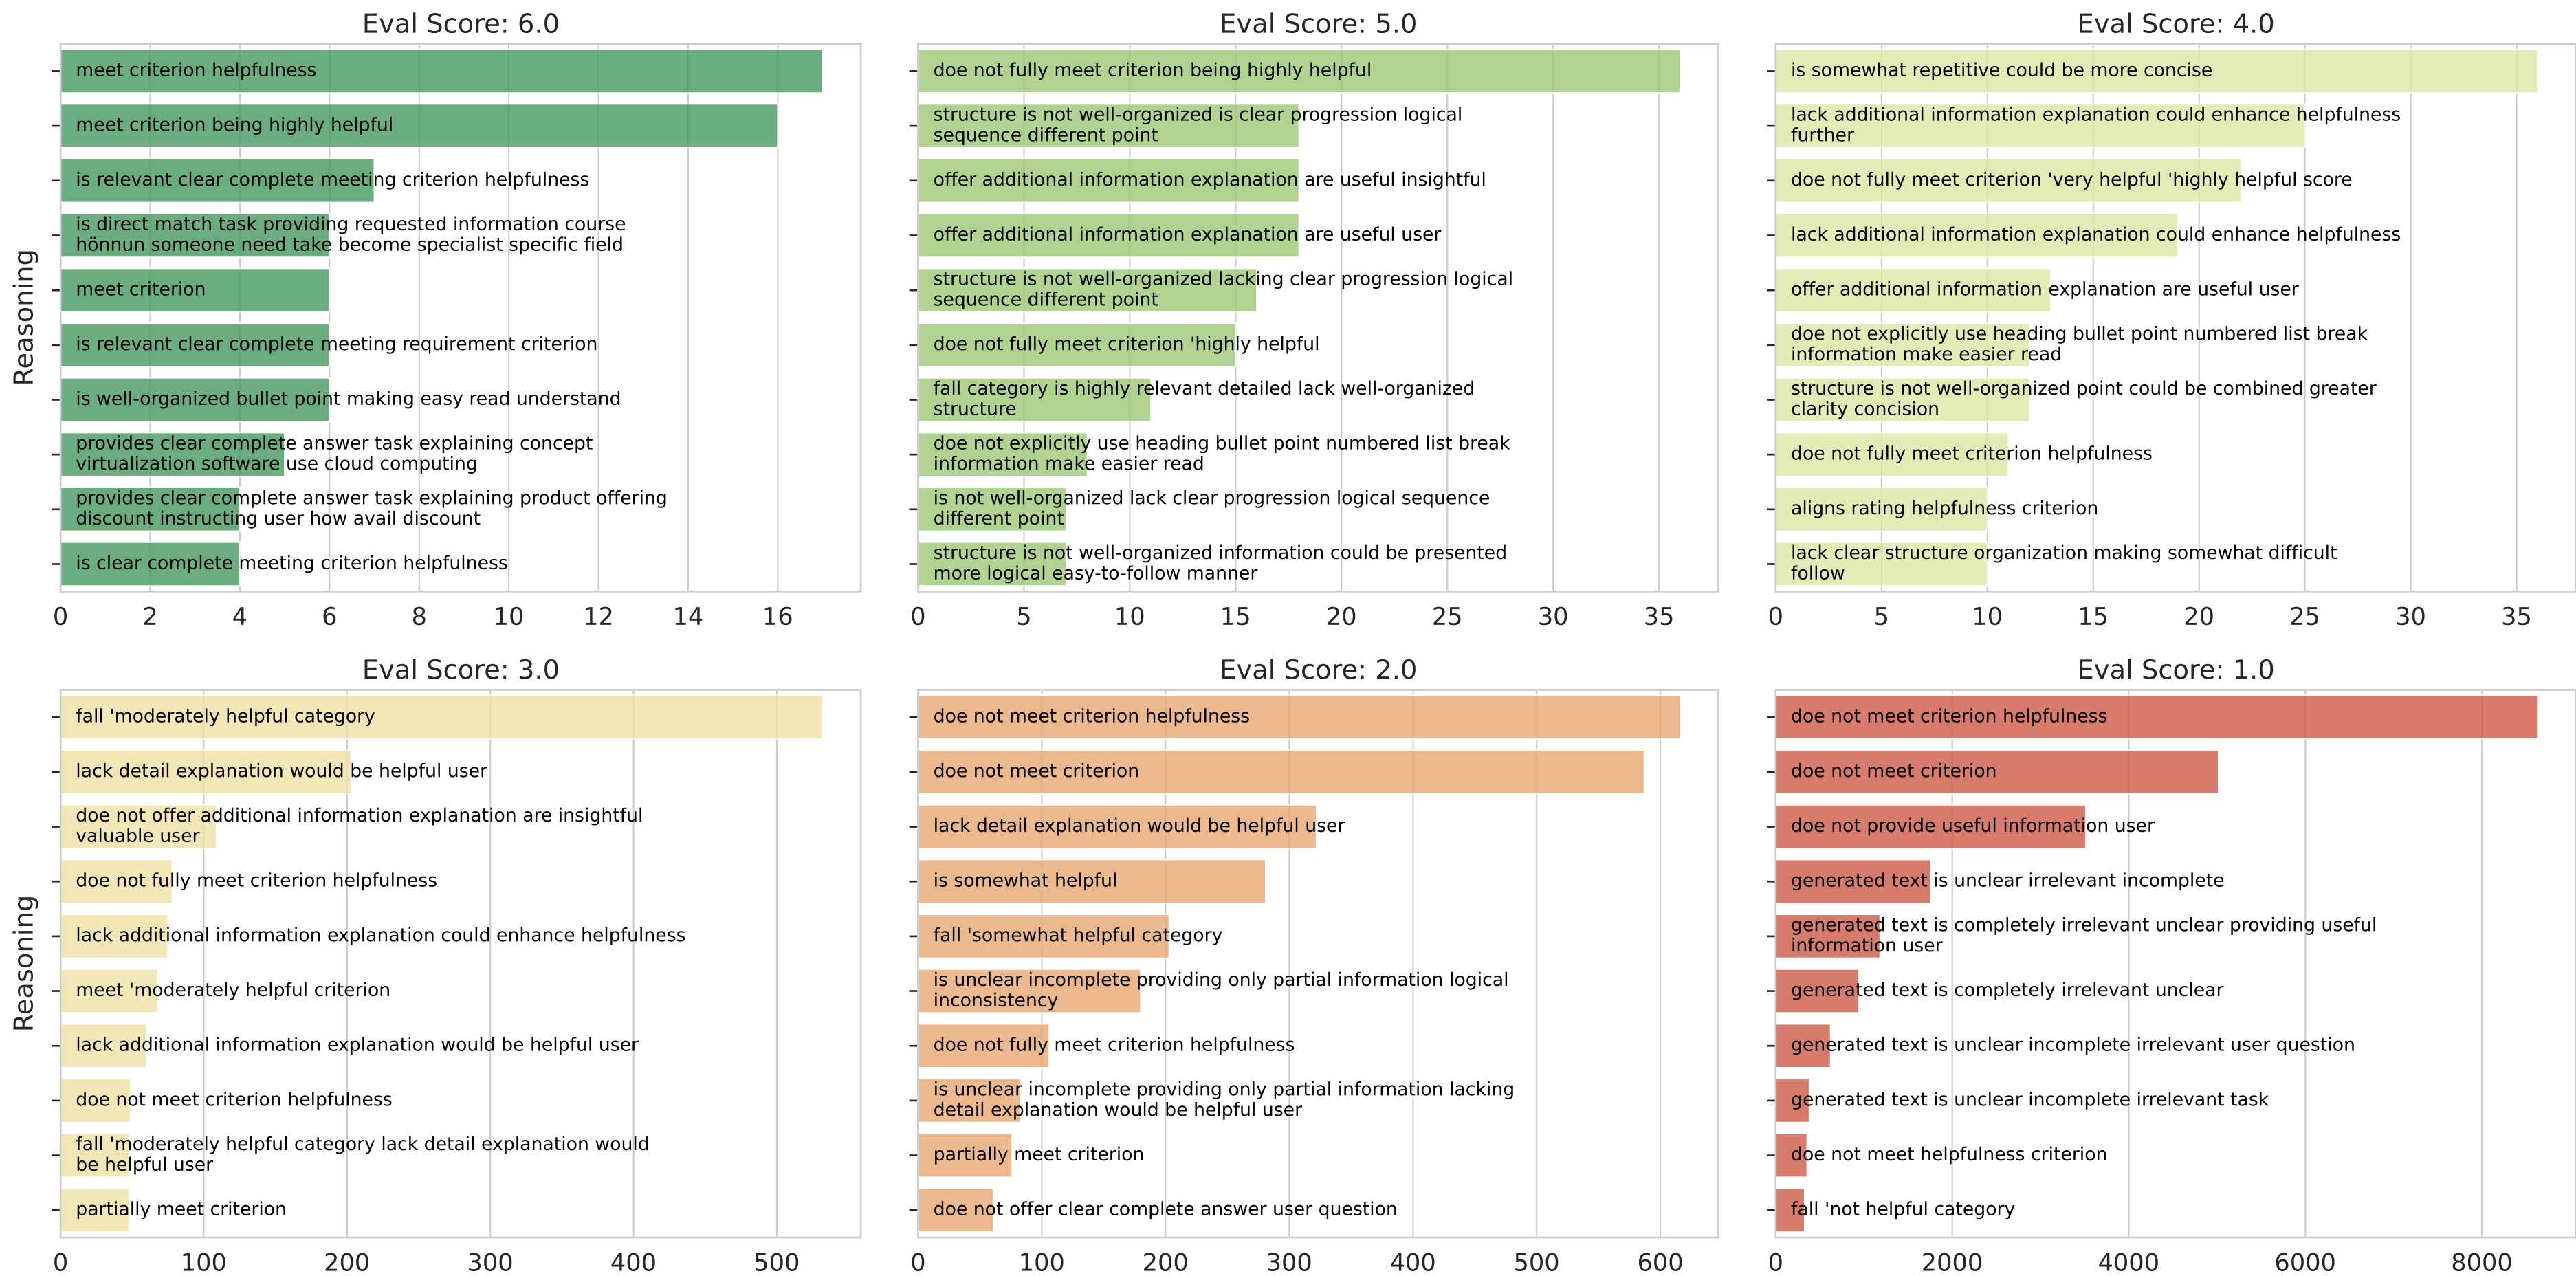 Eval Score: 6.0
Reasoning
meet criterion helpfulness
meet criterion being highly helpful
is relevant clear complete meeting criterion helpfulness
is direct match task providing requested information course
hönnun someone need take become specialist specific field
meet criterion
is relevant clear complete meeting requirement criterion
is well-organized bullet point making easy read understand
provides clear complete answer task explaining concept
virtualization software use cloud computing
provides clear complete answer task explaining product offering
discount instructing user how avail discount
is clear complete meeting criterion helpfulness
0 2 4 6 8 10 12 14 16
Eval Score: 5.0
doe not fully meet criterion being highly helpful
structure is not well-organized is clear progression logical
sequence different point
offer additional information explanation are useful insightful
offer additional information explanation are useful user
structure is not well-organized lacking clear progression logical
sequence different point
doe not fully meet criterion 'highly helpful
fall category is highly relevant detailed lack well-organized
structure
doe not explicitly use heading bullet point numbered list break
information make easier read
is not well-organized lack clear progression logical sequence
different point
structure is not well-organized information could be presented
more logical easy-to-follow manner
0 5 10 15 20 25 30 35
Eval Score: 4.0
is somewhat repetitive could be more concise
lack additional information explanation could enhance helpfulness
further
doe not fully meet criterion 'very helpful 'highly helpful score
lack additional information explanation could enhance helpfulness
offer additional information explanation are useful user
doe not explicitly use heading bullet point numbered list break
information make easier read
structure is not well-organized point could be combined greater
clarity concision
doe not fully meet criterion helpfulness
aligns rating helpfulness criterion
lack clear structure organization making somewhat difficult
follow
0 5 10 15 20 25 30 35
Eval Score: 3.0
Reasoning
fall 'moderately helpful category
lack detail explanation would be helpful user
doe not offer additional information explanation are insightful
valuable user
doe not fully meet criterion helpfulness
lack additional information explanation could enhance helpfulness
meet 'moderately helpful criterion
lack additional information explanation would be helpful user
doe not meet criterion helpfulness
fall 'moderately helpful category lack detail explanation would
be helpful user
partially meet criterion
0 100 200 300 400 500
Eval Score: 2.0
doe not meet criterion helpfulness
doe not meet criterion
lack detail explanation would be helpful user
is somewhat helpful
fall 'somewhat helpful category
is unclear incomplete providing only partial information logical
inconsistency
doe not fully meet criterion helpfulness
is unclear incomplete providing only partial information lacking
detail explanation would be helpful user
partially meet criterion
doe not offer clear complete answer user question
0 100 200 300 400 500 600
Eval Score: 1.0
doe not meet criterion helpfulness
doe not meet criterion
doe not provide useful information user
generated text is unclear irrelevant incomplete
generated text is completely irrelevant unclear providing useful
information user
generated text is completely irrelevant unclear
generated text is unclear incomplete irrelevant user question
generated text is unclear incomplete irrelevant task
doe not meet helpfulness criterion
fall 'not helpful category
0 2000 4000 6000 8000